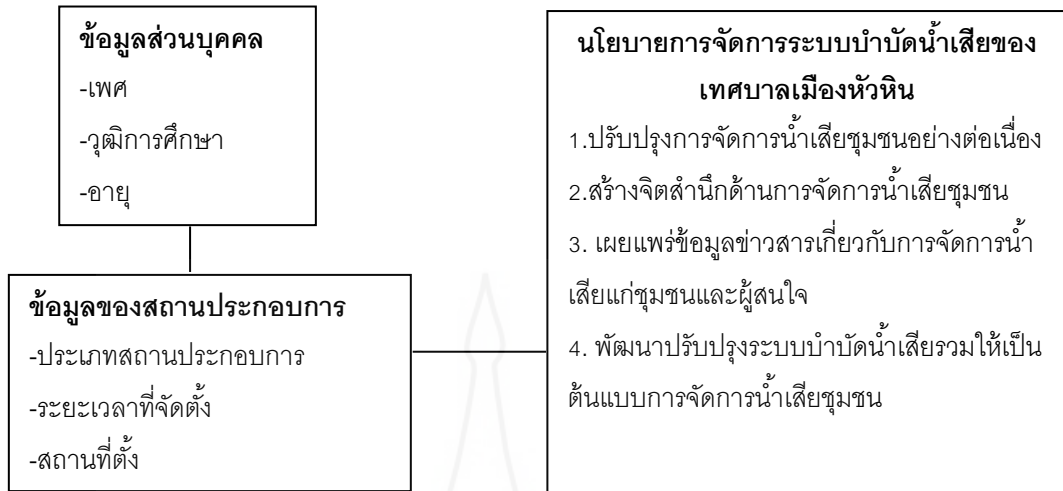 ข้อมูลส่วนบุคคล
-เพศ
-วุฒิการศึกษา
-อายุ
ข้อมูลของสถานประกอบการ
-ประเภทสถานประกอบการ
-ระยะเวลาที่จัดตั้ง
-สถานที่ตั้ง
นโยบายการจัดการระบบบำบัดน้ำเสียของ
เทศบาลเมืองหัวหิน
1.ปรับปรุงการจัดการน้ำเสียชุมชนอย่างต่อเนื่อง
2.สร้างจิตสำนึกด้านการจัดการน้ำเสียชุมชน
3. เผยแพร่ข้อมูลข่าวสารเกี่ยวกับการจัดการน้ำ
เสียแก่ชุมชนและผู้สนใจ
4. พัฒนาปรับปรุงระบบบำบัดน้ำเสียรวมให้เป็น
ต้นแบบการจัดการน้ำเสียชุมชน